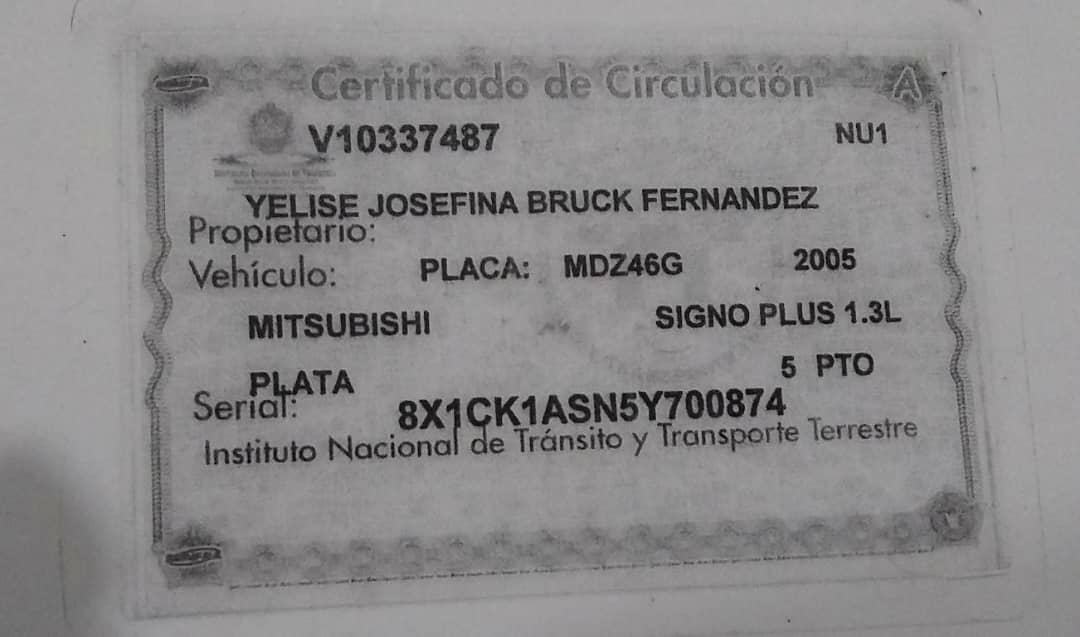 Certificado de Circulación A
V10337487 NU1
YELISE JOSEFINA BRUCK FERNANDEZ
Propietario:
Vehículo: PLACA: MDZ46G 2005
MITSUBISHI SIGNO PLUS 1.3L
PLATA 5 PTO
Serial: 8X1CK1ASN5Y700874
Instituto Nacional de Tránsito y Transporte Terrestre